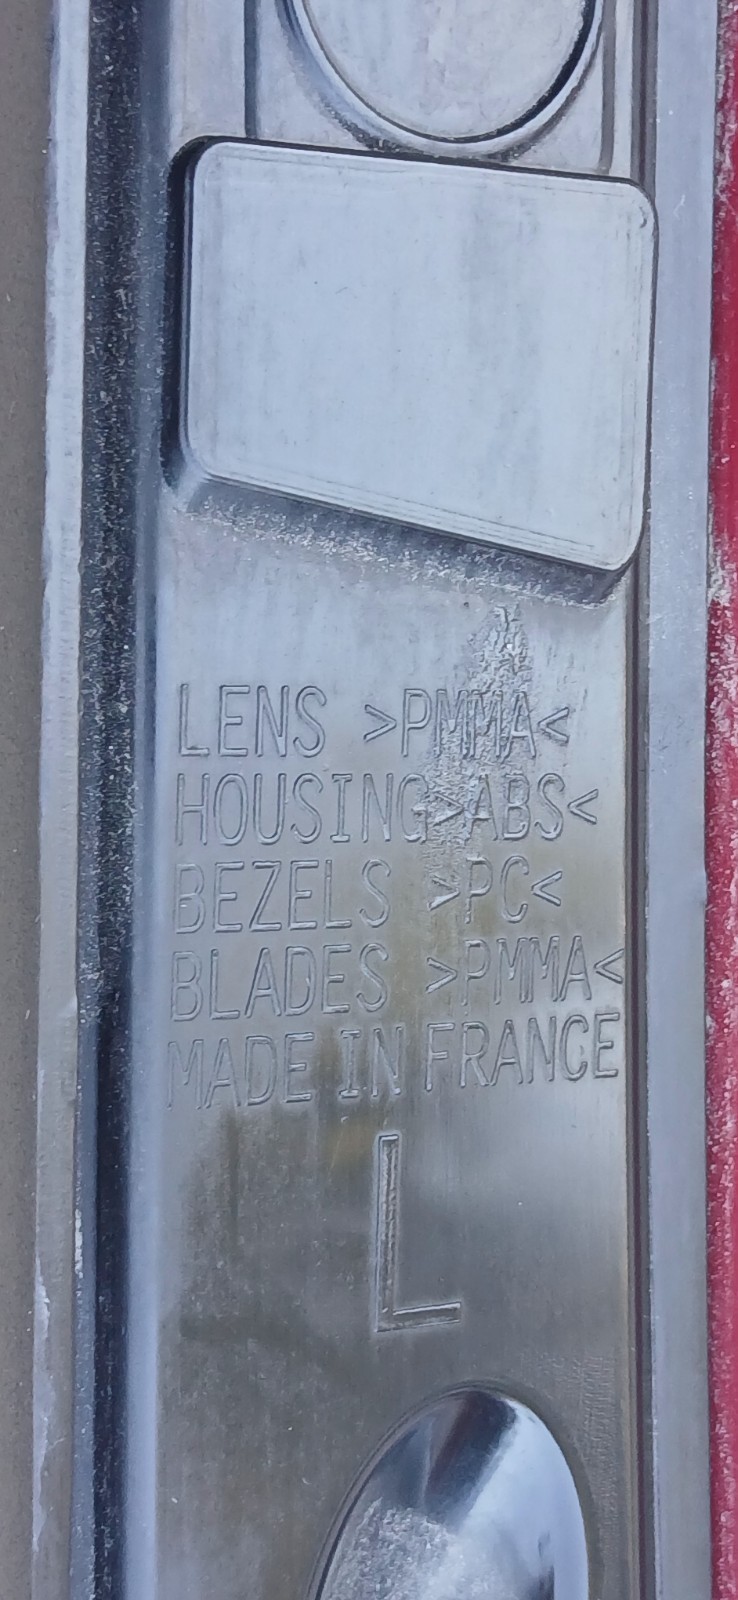 LENS >PMMA<
HOUSING>ABS<
BEZELS >PC<
BLADES >PMMA<
MADE IN FRANCE
L